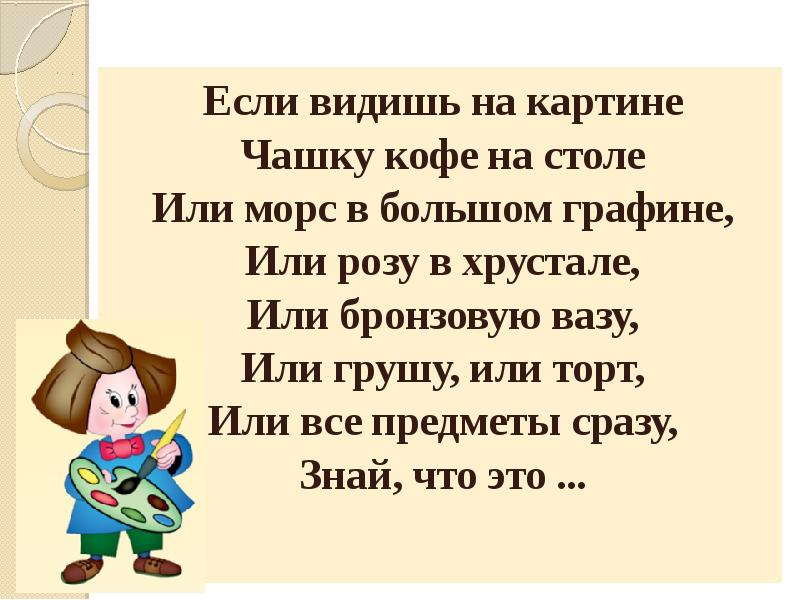 Если видишь на картине
Чашку кофе на столе
Или морс в большом графине,
Или розу в хрустале,
Или бронзовую вазу,
Или грушу, или торт,
Или все предметы сразу,
Знай, что это ...